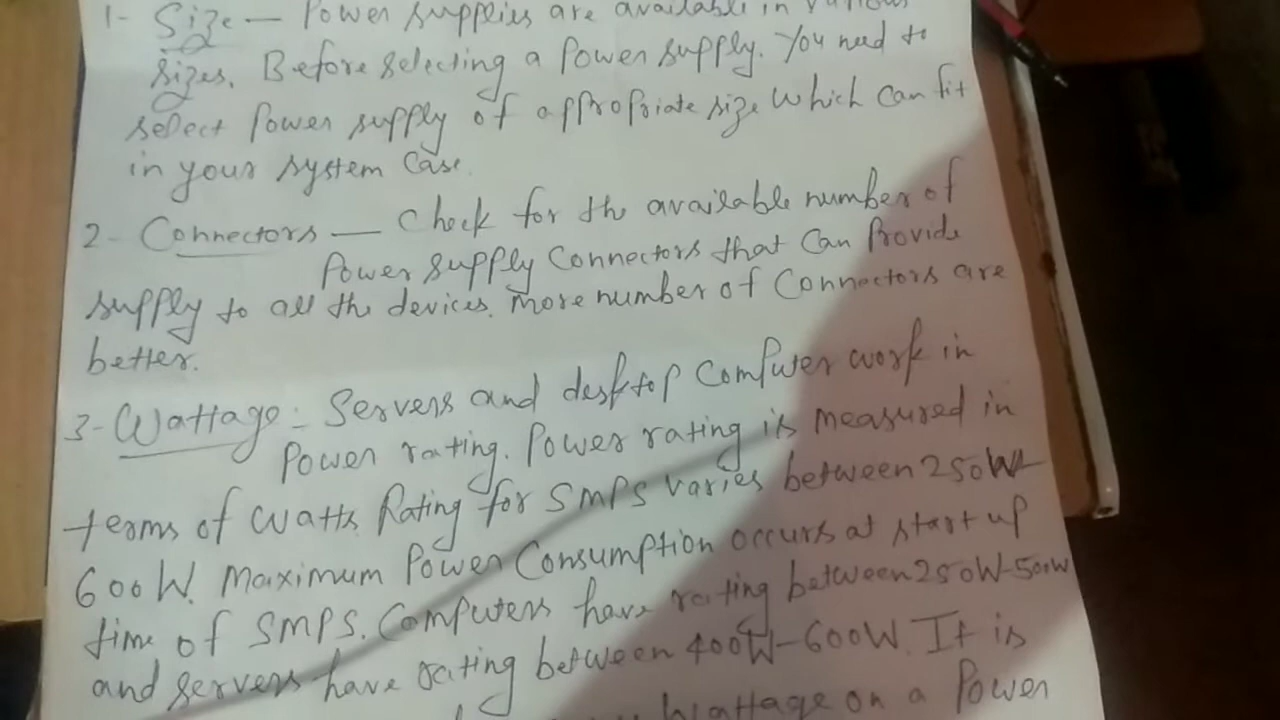 1- Size — Power supplies are available in various
sizes. Before selecting a Power supply. You need to
select Power supply of appropriate size which can fit
in your system case.
2- Connectors — Check for the available number of
Power supply Connectors that can Provide
supply to all the devices. More number of Connectors are
better.
3- Wattage:- Servers and desktop Computer work in
Power rating. Power rating is measured in
terms of watts. Rating for SMPS varies between 250W-
600W. Maximum Power Consumption occurs at start up
time of SMPS. Computers have rating between 250W-500W
and servers have rating between 400W-600W. It is
wattage on a Power